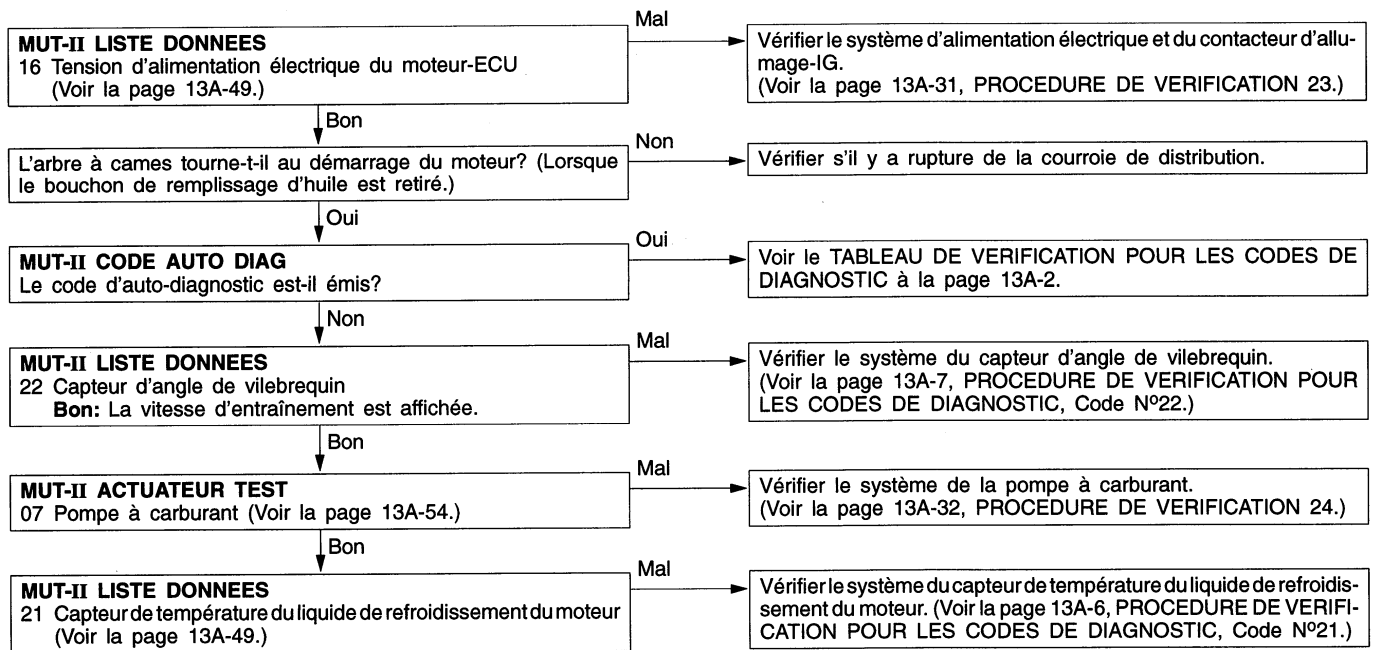 Mal
MUT-II LISTE DONNEES
16 Tension d'alimentation électrique du moteur-ECU
(Voir la page 13A-49.)
Vérifier le système d'alimentation électrique et du contacteur d'allu-
mage-IG.
(Voir la page 13A-31, PROCEDURE DE VERIFICATION 23.)
Bon
Non
L'arbre à cames tourne-t-il au démarrage du moteur? (Lorsque
le bouchon de remplissage d'huile est retiré.)
Vérifier s'il y a rupture de la courroie de distribution.
Oui
Oui
MUT-II CODE AUTO DIAG
Le code d'auto-diagnostic est-il émis?
Voir le TABLEAU DE VERIFICATION POUR LES CODES DE
DIAGNOSTIC à la page 13A-2.
Non
Mal
MUT-II LISTE DONNEES
22 Capteur d'angle de vilebrequin
Bon: La vitesse d'entraînement est affichée.
Vérifier le système du capteur d'angle de vilebrequin.
(Voir la page 13A-7, PROCEDURE DE VERIFICATION POUR
LES CODES DE DIAGNOSTIC, Code Nº22.)
Bon
Mal
MUT-II ACTUATEUR TEST
07 Pompe à carburant (Voir la page 13A-54.)
Vérifier le système de la pompe à carburant.
(Voir la page 13A-32, PROCEDURE DE VERIFICATION 24.)
Bon
Mal
MUT-II LISTE DONNEES
21 Capteur de température du liquide de refroidissement du moteur
(Voir la page 13A-49.)
Vérifier le système du capteur de température du liquide de refroidis-
sement du moteur. (Voir la page 13A-6, PROCEDURE DE VERIFI-
CATION POUR LES CODES DE DIAGNOSTIC, Code Nº21.)